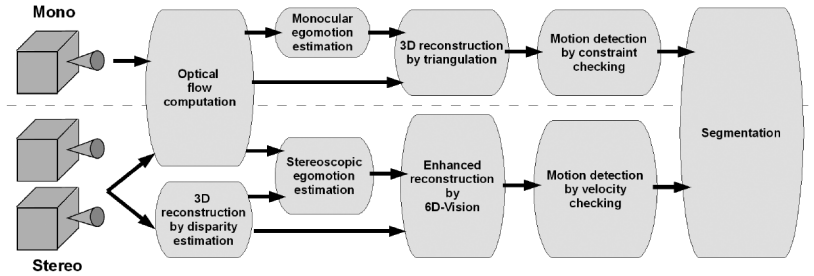 Mono
Monocular
egomotion
estimation
Optical
flow
computation
3D reconstruction
by triangulation
Motion detection
by constraint
checking
Segmentation
Stereoscopic
egomotion
estimation
3D
reconstruction
by disparity
estimation
Enhanced
reconstruction
by
6D-Vision
Motion detection
by velocity
checking
Stereo